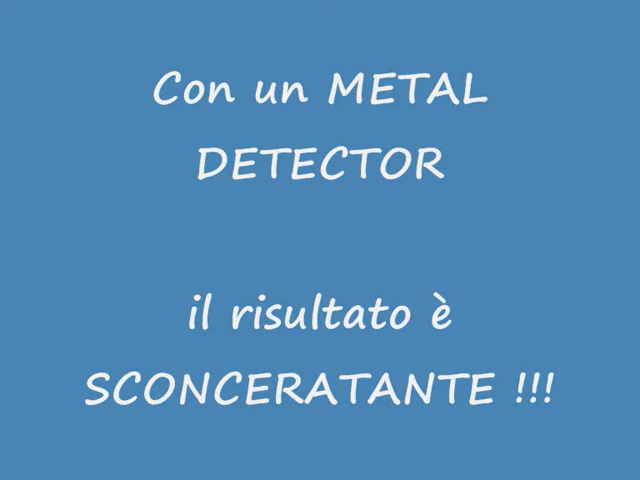 Con un METAL
DETECTOR
il risultato è
SCONCERATANTE !!!